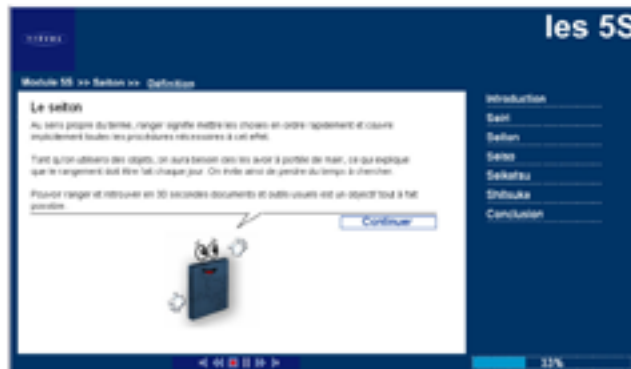 les 5S
Module 5S >> Seiton >> Définition
Le seiton
Au sens propre du terme, ranger signifie mettre les choses en ordre rapidement et couvre
implicitement toutes les procédures nécessaires à cet effet.
Tant qu'on utilisera des objets, on aura besoin de les avoir à portée de main, ce qui explique
que le rangement doit être fait chaque jour. On évite ainsi de perdre du temps à chercher.
Pouvoir ranger et retrouver en 30 secondes documents et outils usuels est un objectif tout à fait
possible.
Continuer
Introduction
Seiri
Seiton
Seiso
Seiketsu
Shitsuke
Conclusion
33%